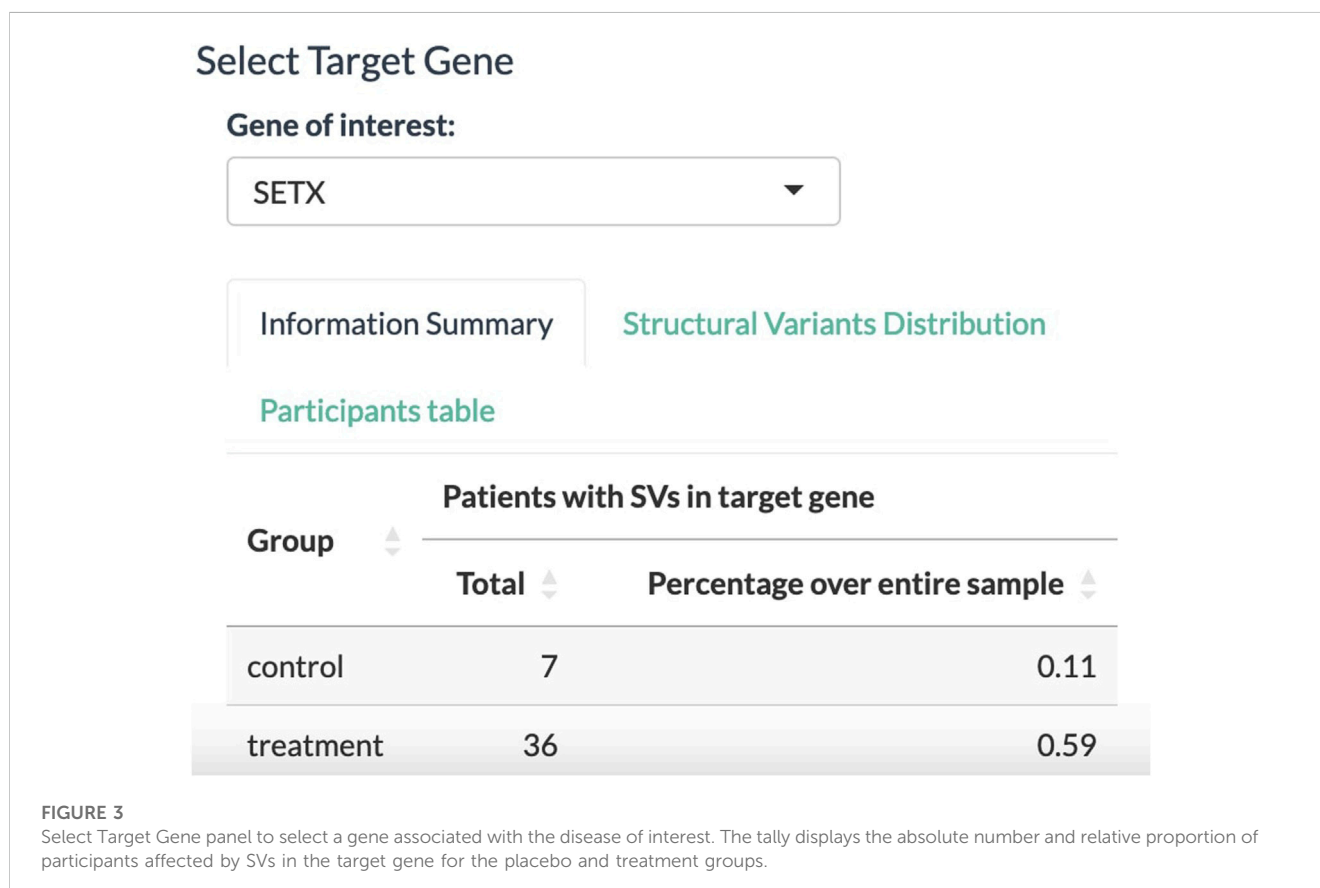 Select Target Gene
Gene of interest:
SETX
Information Summary
Structural Variants Distribution
Participants table
Patients with SVs in target gene
Group
Total
Percentage over entire sample
control 7 0.11
treatment 36 0.59
FIGURE 3
Select Target Gene panel to select a gene associated with the disease of interest. The tally displays the absolute number and relative proportion of
participants affected by SVs in the target gene for the placebo and treatment groups.